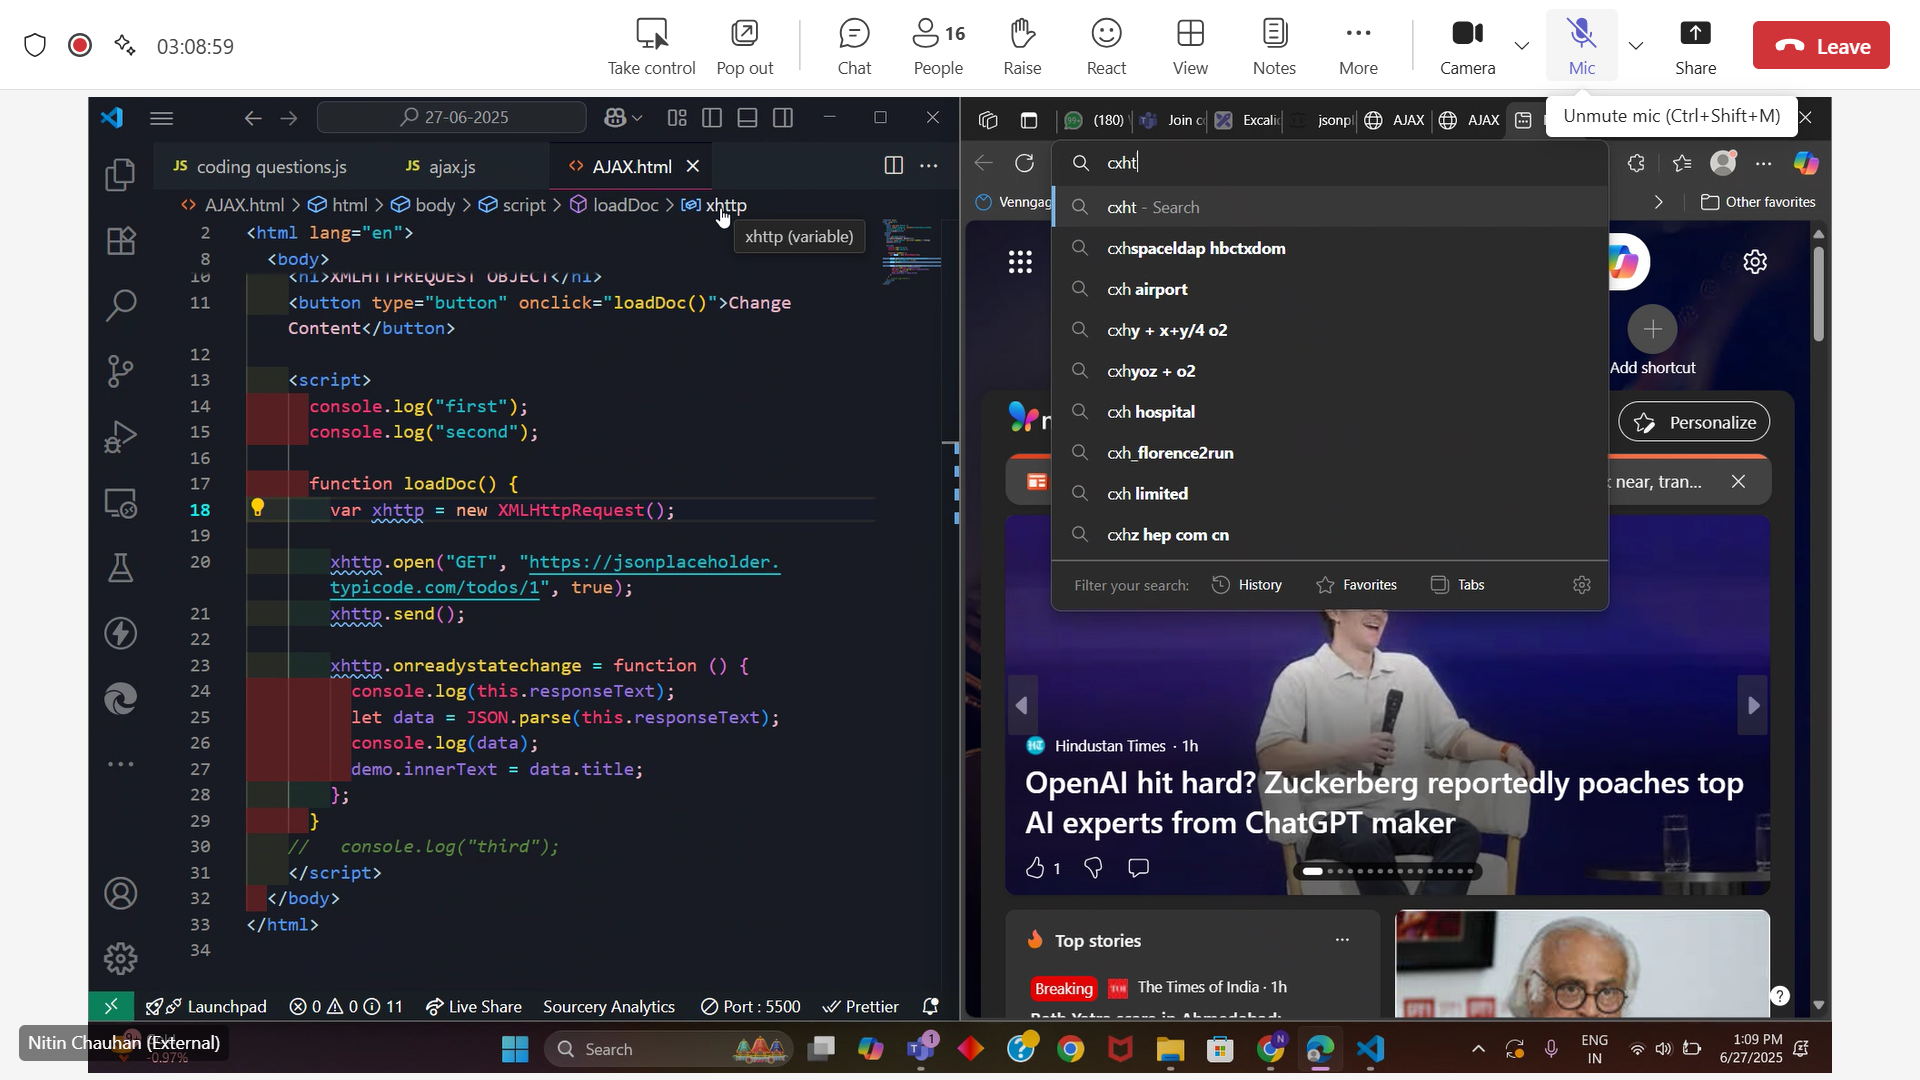 03:08:59
Take control
Pop out
Chat
16
People
Raise
React
View
Notes
More
Camera
Mic
Share
Leave
Unmute mic (Ctrl+Shift+M)
27-06-2025
JS coding questions.js
JS ajax.js
<> AJAX.html
<> AJAX.html > html > body > script > loadDoc > xhttp
xhttp (variable)
2 <html lang="en">
8 <body>
10 <h1>XMLHTTPREQUEST OBJECT</h1>
11 <button type="button" onclick="loadDoc()">Change
Content</button>
12
13 <script>
14 console.log("first");
15 console.log("second");
16
17 function loadDoc() {
18 var xhttp = new XMLHttpRequest();
19
20 xhttp.open("GET", "https://jsonplaceholder.
typicode.com/todos/1", true);
21 xhttp.send();
22
23 xhttp.onreadystatechange = function () {
24 console.log(this.responseText);
25 let data = JSON.parse(this.responseText);
26 console.log(data);
27 demo.innerText = data.title;
28 };
29 }
30 // console.log("third");
31 </script>
32 </body>
33 </html>
34
Launchpad
0 0 11
Live Share
Sourcery Analytics
Port : 5500
Prettier
99+ (180)
Join c
Excalid
jsonpl
AJAX
AJAX
cxht
Venngag
Other favorites
cxht - Search
cxhspaceldap hbctxdom
cxh airport
cxhy + x+y/4 o2
cxhyoz + o2
cxh hospital
cxh_florence2run
cxh limited
cxhz hep com cn
Filter your search:
History
Favorites
Tabs
Add shortcut
Personalize
near, tran...
Hindustan Times · 1h
OpenAI hit hard? Zuckerberg reportedly poaches top
AI experts from ChatGPT maker
1
Top stories
Breaking
The Times of India · 1h
Nitin Chauhan (External)
-0.97%
Search
ENG
IN
1:09 PM
6/27/2025